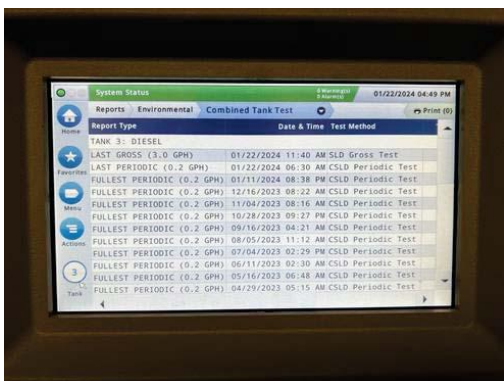 System Status
4 Warning(s)
5 Alarm(s)
01/22/2024 04:49 PM
Reports Environmental Combined Tank Test
Print (0)
Home
Favorites
Menu
Actions
3
Tank
Report Type Date & Time Test Method
TANK 3: DIESEL
LAST GROSS (3.0 GPH) 01/22/2024 11:40 AM SLD Gross Test
LAST PERIODIC (0.2 GPH) 01/22/2024 06:30 AM CSLD Periodic Test
FULLEST PERIODIC (0.2 GPH) 01/11/2024 08:38 PM CSLD Periodic Test
FULLEST PERIODIC (0.2 GPH) 12/16/2023 08:22 AM CSLD Periodic Test
FULLEST PERIODIC (0.2 GPH) 11/04/2023 08:16 AM CSLD Periodic Test
FULLEST PERIODIC (0.2 GPH) 10/28/2023 09:27 PM CSLD Periodic Test
FULLEST PERIODIC (0.2 GPH) 09/16/2023 04:21 AM CSLD Periodic Test
FULLEST PERIODIC (0.2 GPH) 08/05/2023 11:12 AM CSLD Periodic Test
FULLEST PERIODIC (0.2 GPH) 07/04/2023 02:29 PM CSLD Periodic Test
FULLEST PERIODIC (0.2 GPH) 06/11/2023 02:30 AM CSLD Periodic Test
FULLEST PERIODIC (0.2 GPH) 05/16/2023 06:48 AM CSLD Periodic Test
FULLEST PERIODIC (0.2 GPH) 04/29/2023 05:15 AM CSLD Periodic Test